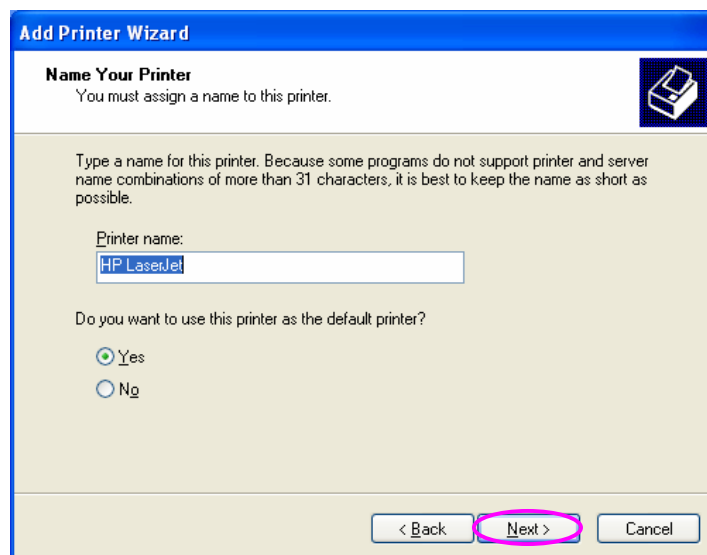 Add Printer Wizard
Name Your Printer
You must assign a name to this printer.
Type a name for this printer. Because some programs do not support printer and server
name combinations of more than 31 characters, it is best to keep the name as short as
possible.
Printer name:
HP LaserJet
Do you want to use this printer as the default printer?
Yes
No
< Back Next > Cancel